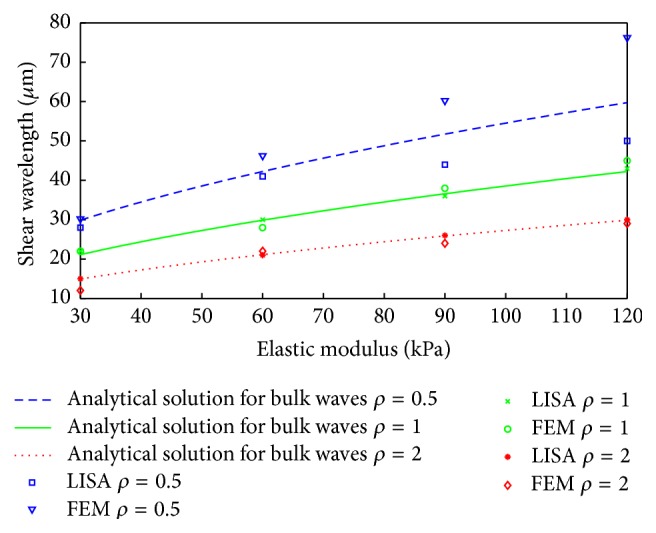 80
70
60
50
40
30
20
10
Shear wavelength (μm)
30 40 50 60 70 80 90 100 110 120
Elastic modulus (kPa)
Analytical solution for bulk waves ρ = 0.5
Analytical solution for bulk waves ρ = 1
Analytical solution for bulk waves ρ = 2
LISA ρ = 0.5
FEM ρ = 0.5
LISA ρ = 1
FEM ρ = 1
LISA ρ = 2
FEM ρ = 2